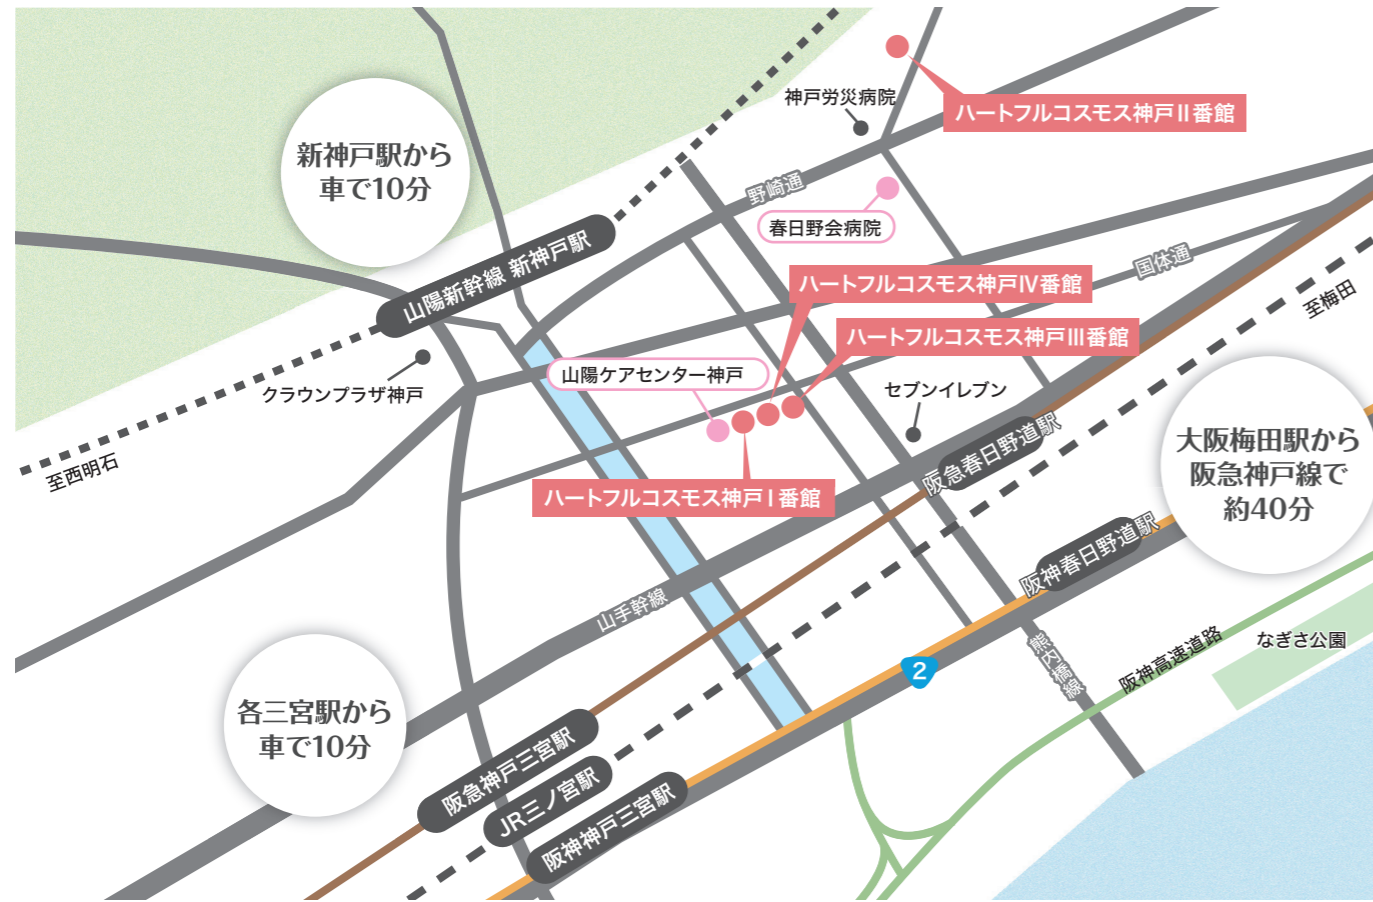 神戸労災病院
ハートフルコスモス神戸Ⅱ番館
新神戸駅から
車で10分
野崎通
春日野会病院
山陽新幹線 新神戸駅
国体通
ハートフルコスモス神戸Ⅳ番館
至梅田
ハートフルコスモス神戸Ⅲ番館
山陽ケアセンター神戸
クラウンプラザ神戸
セブンイレブン
至西明石
阪急春日野道駅
大阪梅田駅から
阪急神戸線で
約40分
ハートフルコスモス神戸Ⅰ番館
阪神春日野道駅
山手幹線
熊内橋線
なぎさ公園
阪神高速道路
2
各三宮駅から
車で10分
阪急神戸三宮駅
JR三ノ宮駅
阪神神戸三宮駅